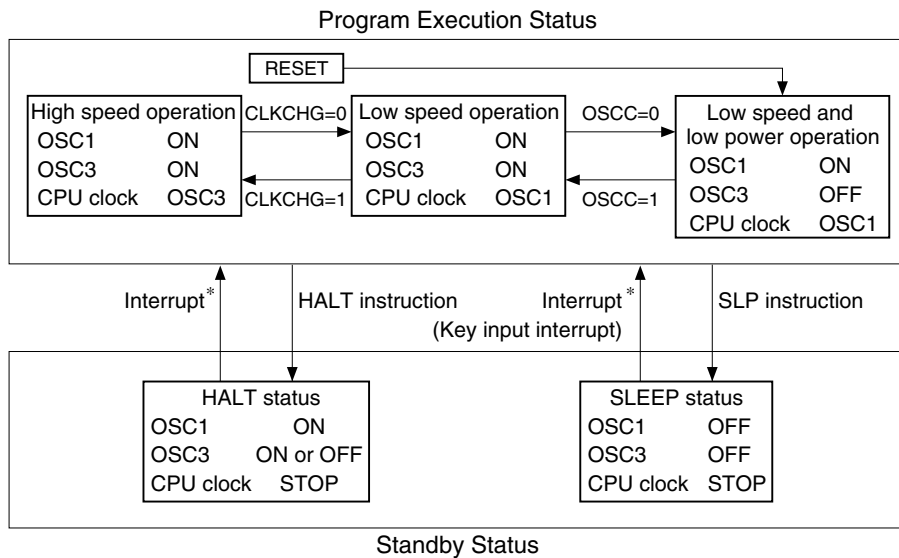 Program Execution Status
RESET
High speed operation
OSC1 ON
OSC3 ON
CPU clock OSC3
CLKCHG=0
CLKCHG=1
Low speed operation
OSC1 ON
OSC3 ON
CPU clock OSC1
OSCC=0
OSCC=1
Low speed and
low power operation
OSC1 ON
OSC3 OFF
CPU clock OSC1
Interrupt*
HALT instruction
Interrupt*
(Key input interrupt)
SLP instruction
HALT status
OSC1 ON
OSC3 ON or OFF
CPU clock STOP
SLEEP status
OSC1 OFF
OSC3 OFF
CPU clock STOP
Standby Status